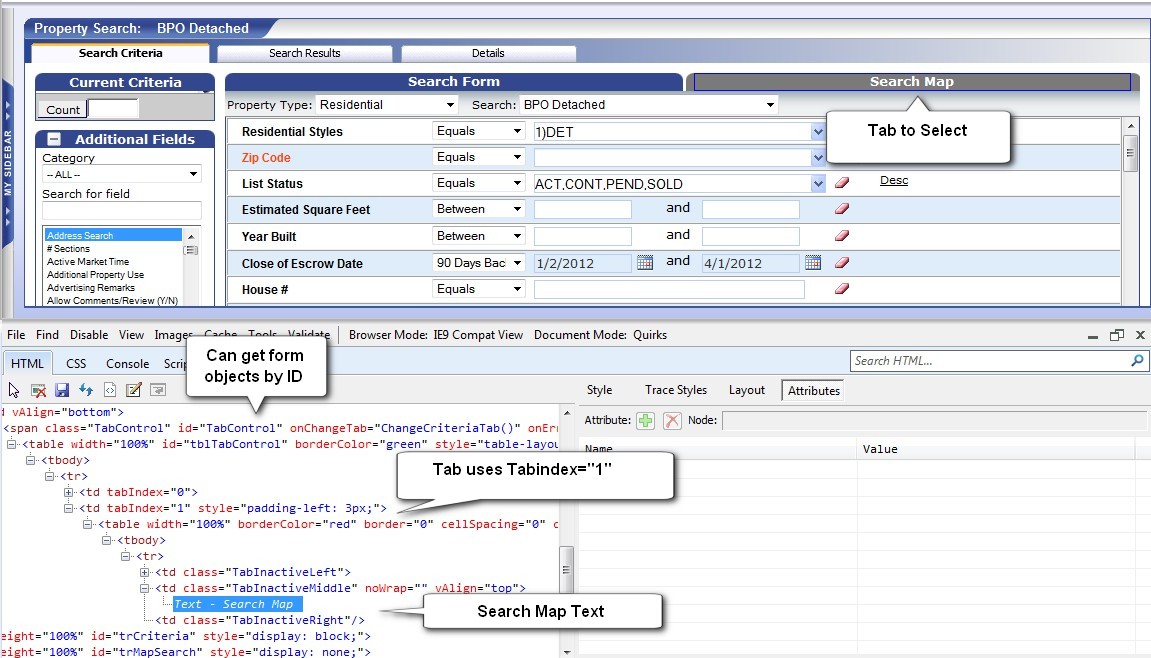 Property Search: BPO Detached
Search Criteria Search Results Details
MY SIDEBAR
Current Criteria
Count
Additional Fields
Category
-- ALL --
Search for field
Address Search
# Sections
Active Market Time
Additional Property Use
Advertising Remarks
Allow Comments/Review (Y/N)
Search Form Search Map
Property Type: Residential Search: BPO Detached
Tab to Select
Residential Styles Equals 1)DET
Zip Code Equals
List Status Equals ACT,CONT,PEND,SOLD Desc
Estimated Square Feet Between and
Year Built Between and
Close of Escrow Date 90 Days Bac 1/2/2012 and 4/1/2012
House # Equals
File Find Disable View Images Cache Tools Validate Browser Mode: IE9 Compat View Document Mode: Quirks
HTML CSS Console Scrip
Search HTML...
Can get form
objects by ID
Style Trace Styles Layout Attributes
Attribute: Node:
Name Value
vAlign="bottom">
<span class="TabControl" id="TabControl" onChangeTab="ChangeCriteriaTab()" onErr
<table width="100%" id="tblTabControl" borderColor="green" style="table-layou
<tbody>
<tr>
<td tabIndex="0">
<td tabIndex="1" style="padding-left: 3px;">
<table width="100%" borderColor="red" border="0" cellSpacing="0" c
<tbody>
<tr>
<td class="TabInactiveLeft">
<td class="TabInactiveMiddle" noWrap="" vAlign="top">
Text - Search Map
<td class="TabInactiveRight"/>
eight="100%" id="trCriteria" style="display: block;">
eight="100%" id="trMapSearch" style="display: none;">
Tab uses Tabindex="1"
Search Map Text